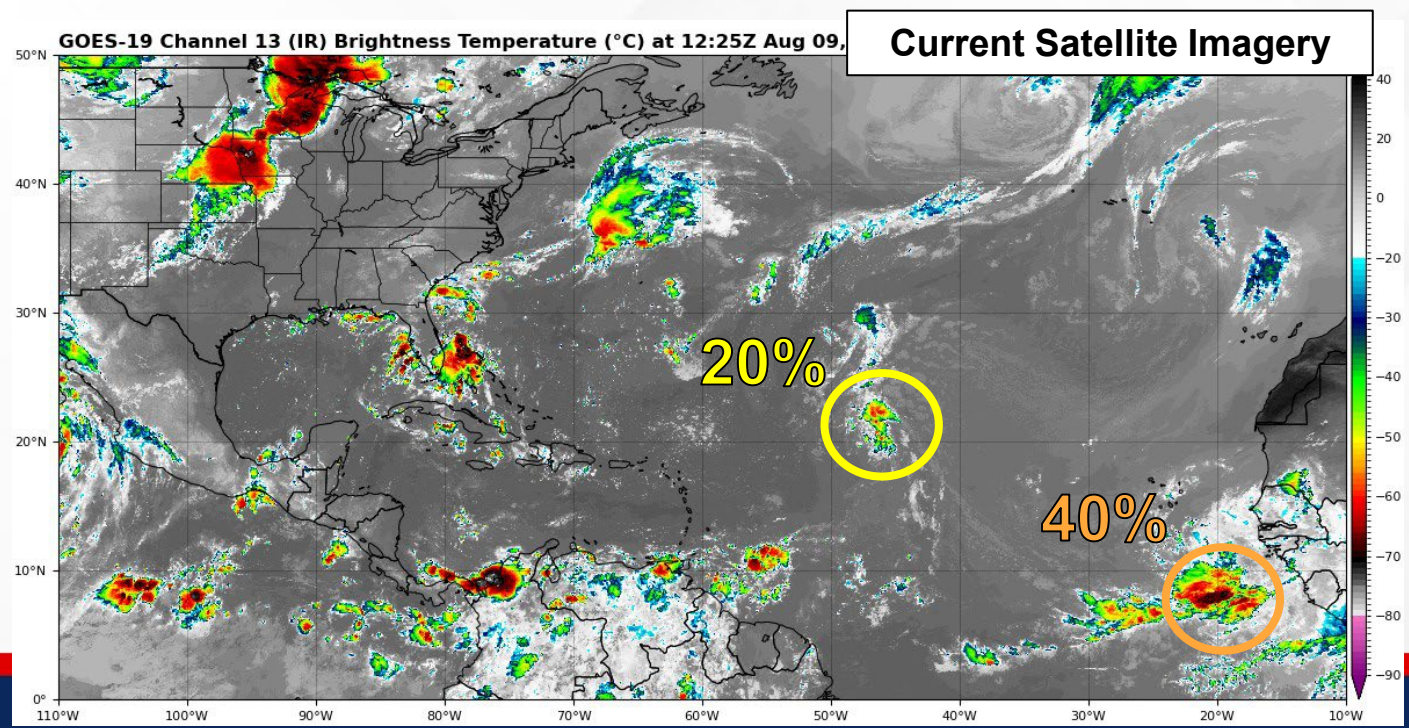 Current Satellite Imagery
GOES-19 Channel 13 (IR) Brightness Temperature (°C) at 12:25Z Aug 09,
50°N
40°N
30°N
20°N
10°N
0°
20%
40%
40
20
0
−20
−30
−40
−50
−60
−70
−80
−90
110°W 100°W 90°W 80°W 70°W 60°W 50°W 40°W 30°W 20°W 10°W